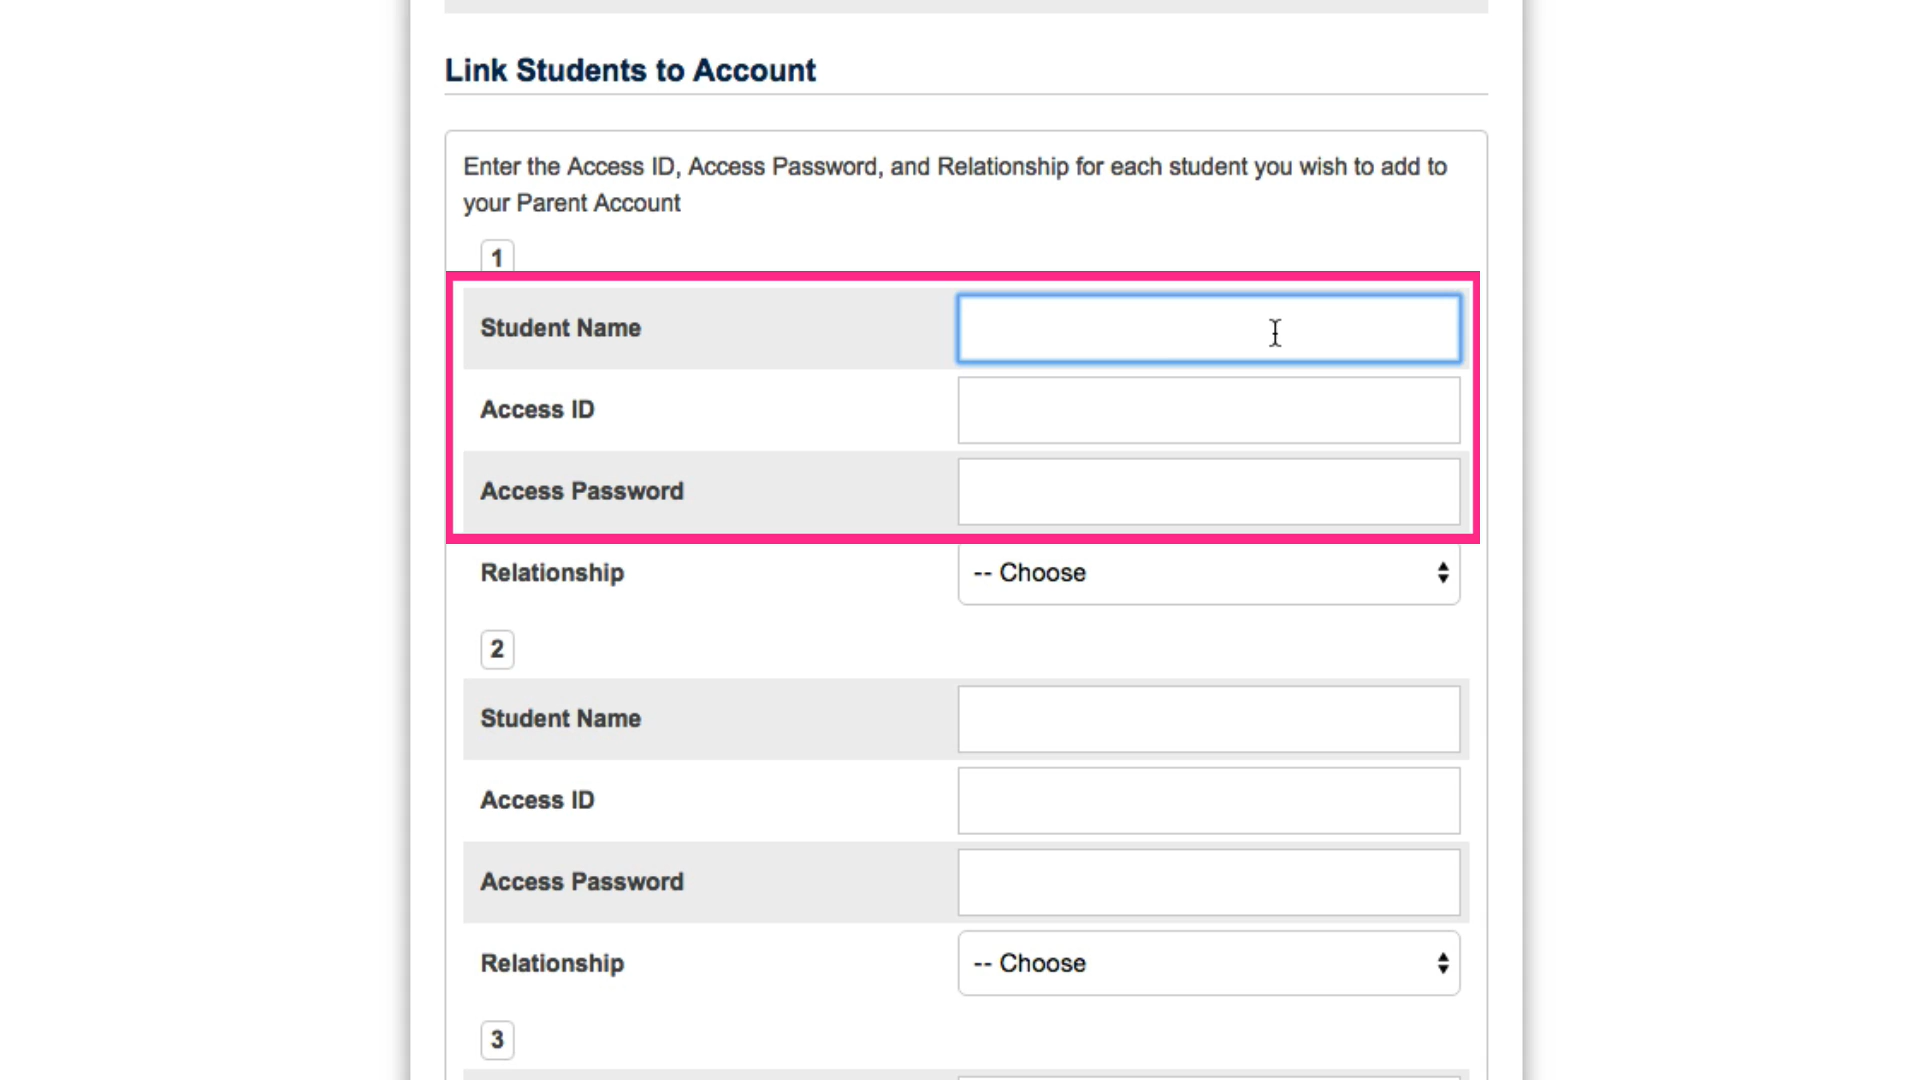 Link Students to Account
Enter the Access ID, Access Password, and Relationship for each student you wish to add to
your Parent Account
1
Student Name
Access ID
Access Password
Relationship -- Choose
2
Student Name
Access ID
Access Password
Relationship -- Choose
3